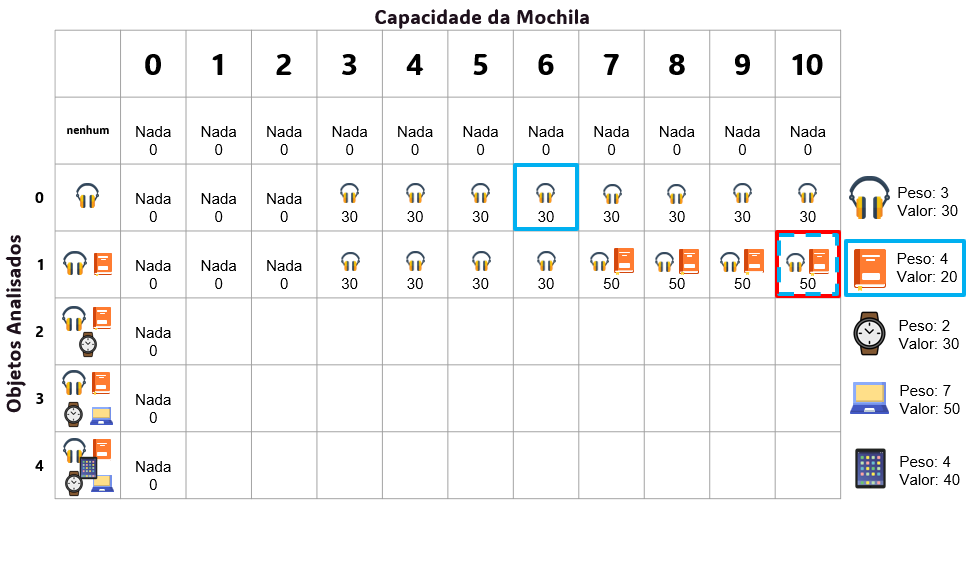 Capacidade da Mochila
0 1 2 3 4 5 6 7 8 9 10
nenhum Nada Nada Nada Nada Nada Nada Nada Nada Nada Nada Nada
0 0 0 0 0 0 0 0 0 0 0
Objetos Analisados
0 Nada Nada Nada
0 0 0 30 30 30 30 30 30 30 30
Peso: 3
Valor: 30
1 Nada Nada Nada
0 0 0 30 30 30 30 50 50 50 50
Peso: 4
Valor: 20
2 Nada
0
Peso: 2
Valor: 30
3 Nada
0
Peso: 7
Valor: 50
4 Nada
0
Peso: 4
Valor: 40